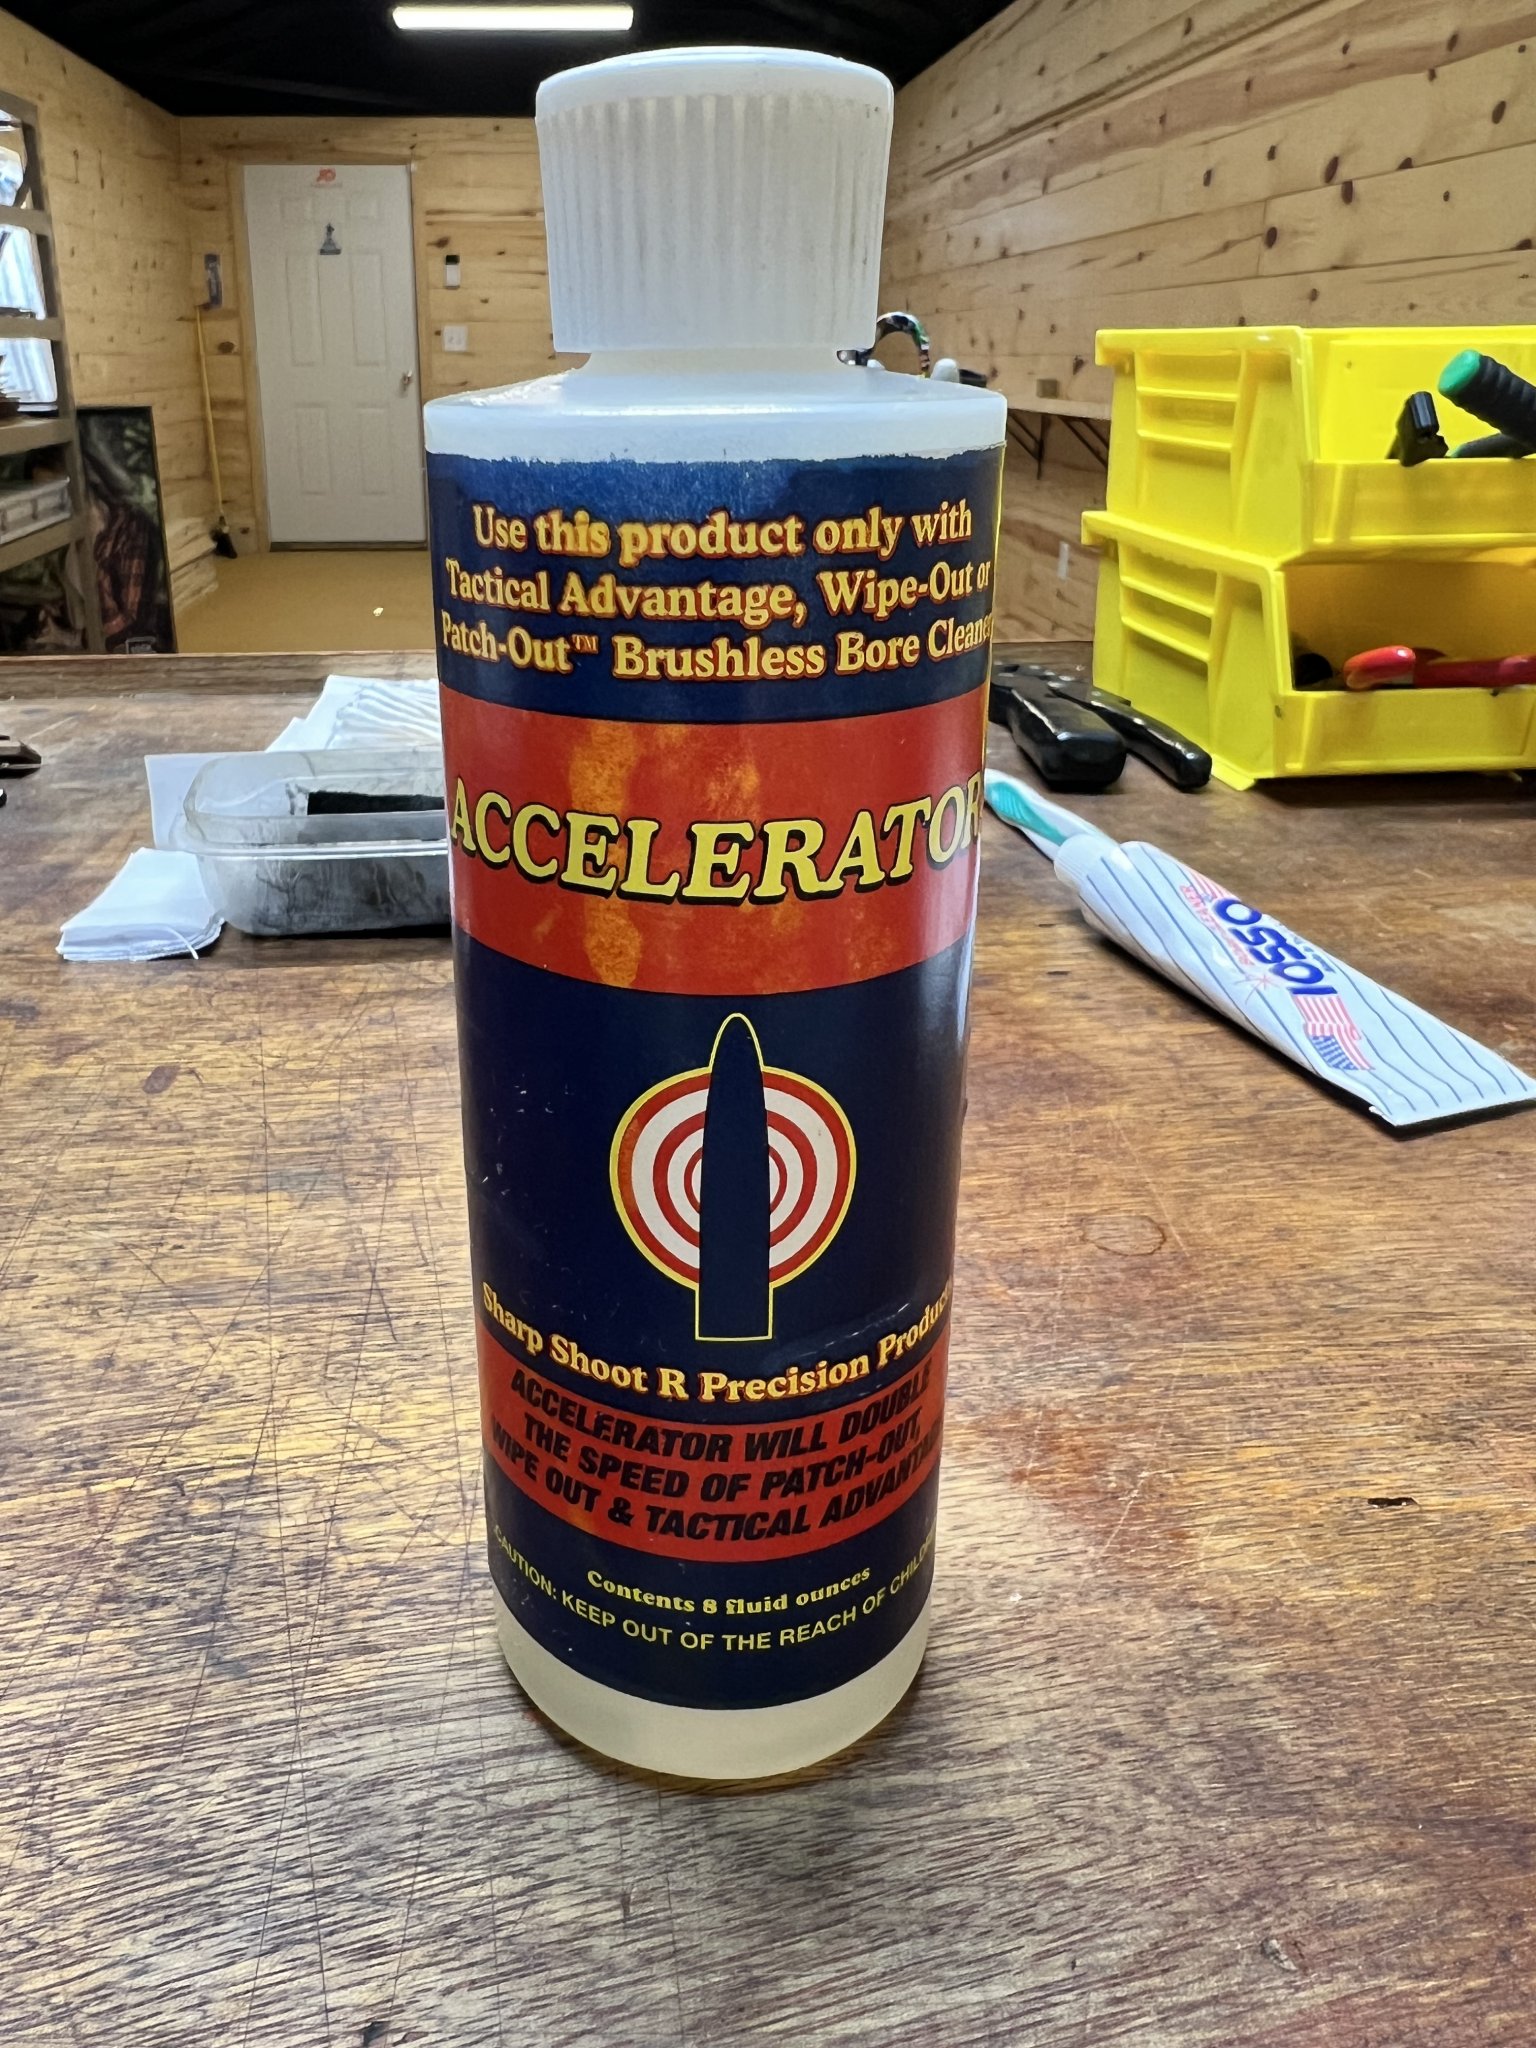 Use this product only with
Tactical Advantage, Wipe-Out or
Patch-Out™ Brushless Bore Cleaner
ACCELERATOR
Sharp Shoot R Precision Product
ACCELERATOR WILL DOUBLE
THE SPEED OF PATCH-OUT,
WIPE OUT & TACTICAL ADVANTAGE
Contents 8 fluid ounces
CAUTION: KEEP OUT OF THE REACH OF CHILD
IOSSO